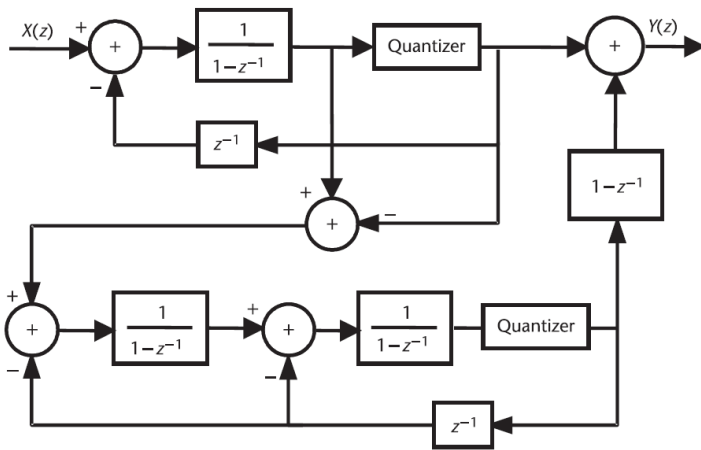 X(z)
+
+
−
1
1−z⁻¹
Quantizer
+
Y(z)
z⁻¹
1−z⁻¹
+
+
−
+
+
−
1
1−z⁻¹
+
+
−
1
1−z⁻¹
Quantizer
z⁻¹